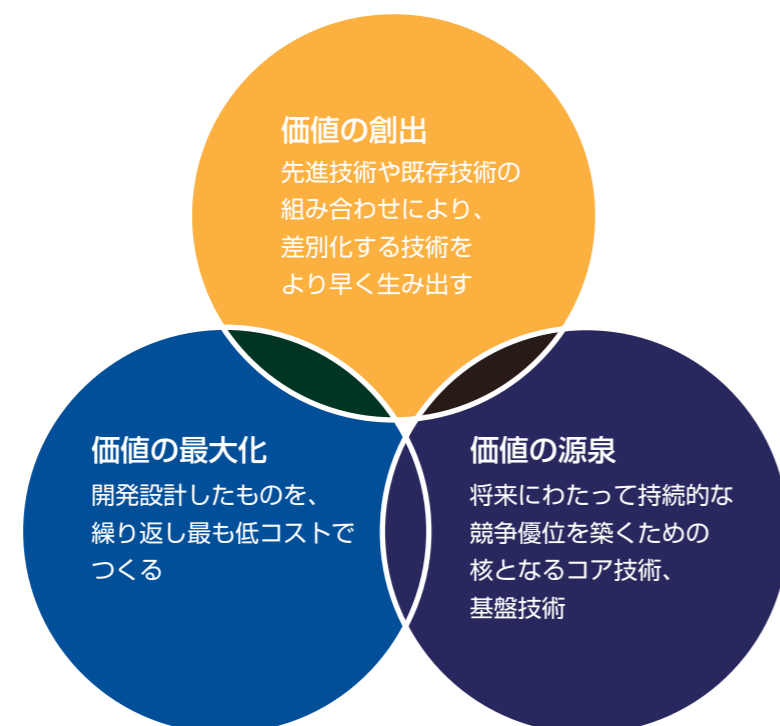 価値の創出
先進技術や既存技術の
組み合わせにより、
差別化する技術を
より早く生み出す
価値の最大化
開発設計したものを、
繰り返し最も低コストで
つくる
価値の源泉
将来にわたって持続的な
競争優位を築くための
核となるコア技術、
基盤技術